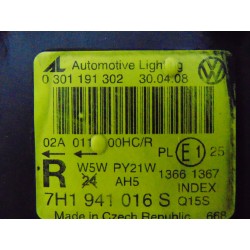 AL Automotive Lighting
0 301 191 302 30.04.08
02A 00HC/R PL E1 25
R W5W PY21W 1366 1367
24 AH5 INDEX
7H1 941 016 S Q15S
Made in Czech Republic 668